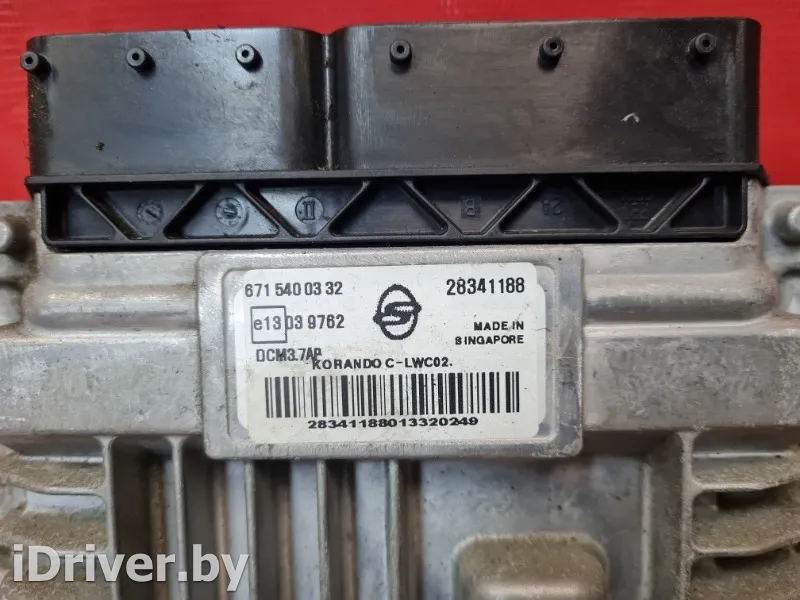 671 540 03 32
28341188
e13 03 9762
MADE IN
SINGAPORE
DCM3.7AP
KORANDO C-LWC02.
28341188013320249
iDriver.by